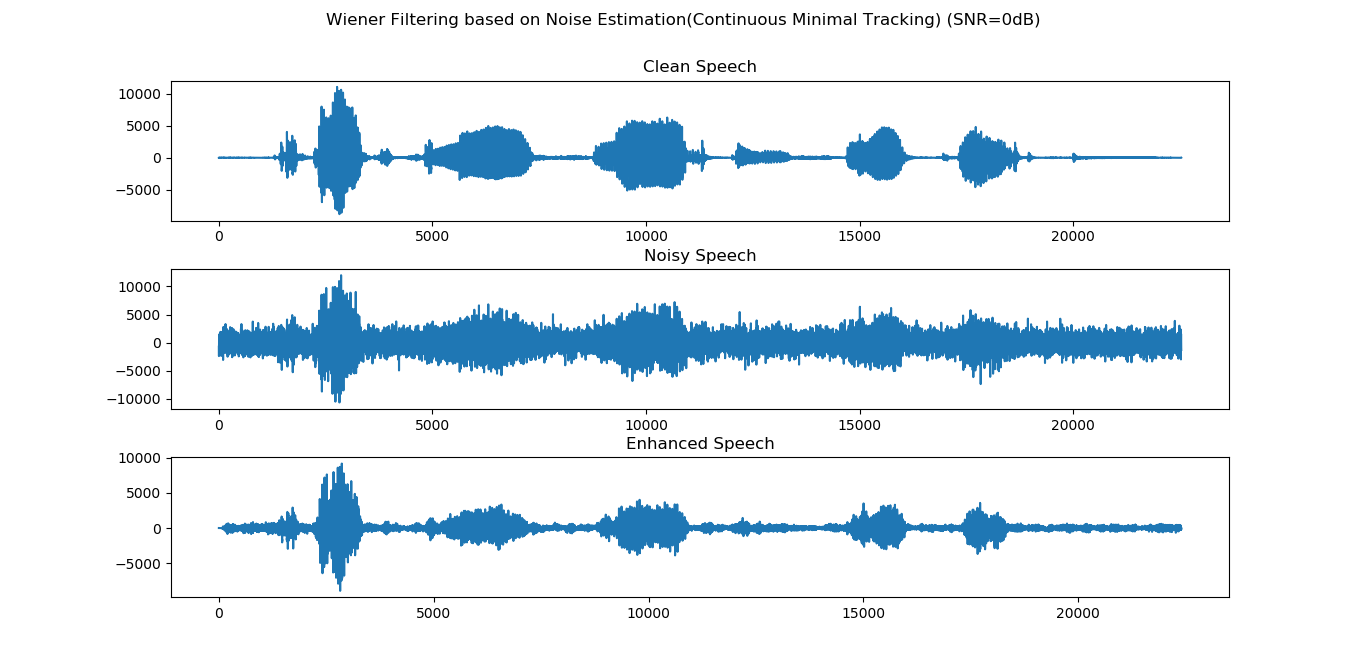 Wiener Filtering based on Noise Estimation(Continuous Minimal Tracking) (SNR=0dB)
Clean Speech
10000
5000
0
−5000
0 5000 10000 15000 20000
Noisy Speech
10000
5000
0
−5000
−10000
0 5000 10000 15000 20000
Enhanced Speech
10000
5000
0
−5000
0 5000 10000 15000 20000